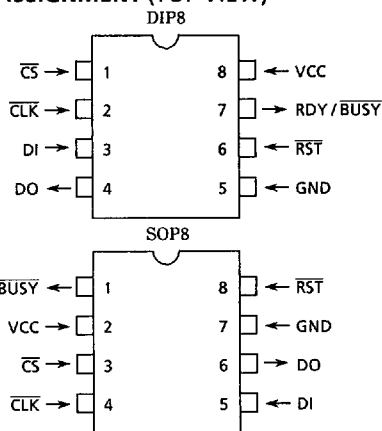 ASSIGNMENT (TOP VIEW)
DIP8
CS 1 8 VCC
CLK 2 7 RDY/BUSY
DI 3 6 RST
DO 4 5 GND
SOP8
BUSY 1 8 RST
VCC 2 7 GND
CS 3 6 DO
CLK 4 5 DI